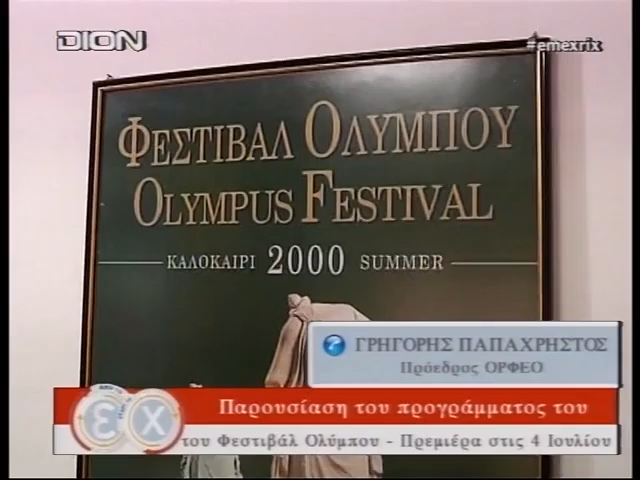 DION
#emexrix
ΦΕΣΤΙΒΑΛ ΟΛΥΜΠΟΥ
OLYMPUS FESTIVAL
ΚΑΛΟΚΑΙΡΙ 2000 SUMMER
ΓΡΗΓΟΡΗΣ ΠΑΠΑΧΡΗΣΤΟΣ
Πρόεδρος ΟΡΦΕΟ
εx
Παρουσίαση του προγράμματος του
του Φεστιβάλ Ολύμπου - Πρεμιέρα στις 4 Ιουλίου